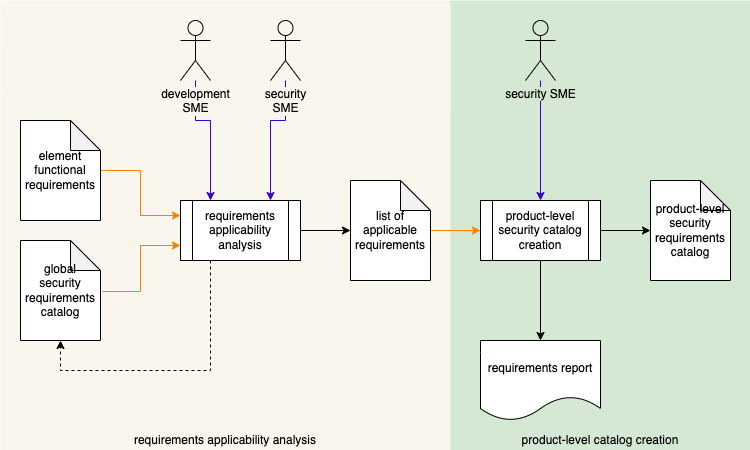 development
SME
security
SME
security SME
element
functional
requirements
requirements
applicability
analysis
list of
applicable
requirements
product-level
security catalog
creation
product-level
security
requirements
catalog
global
security
requirements
catalog
requirements report
requirements applicability analysis
product-level catalog creation